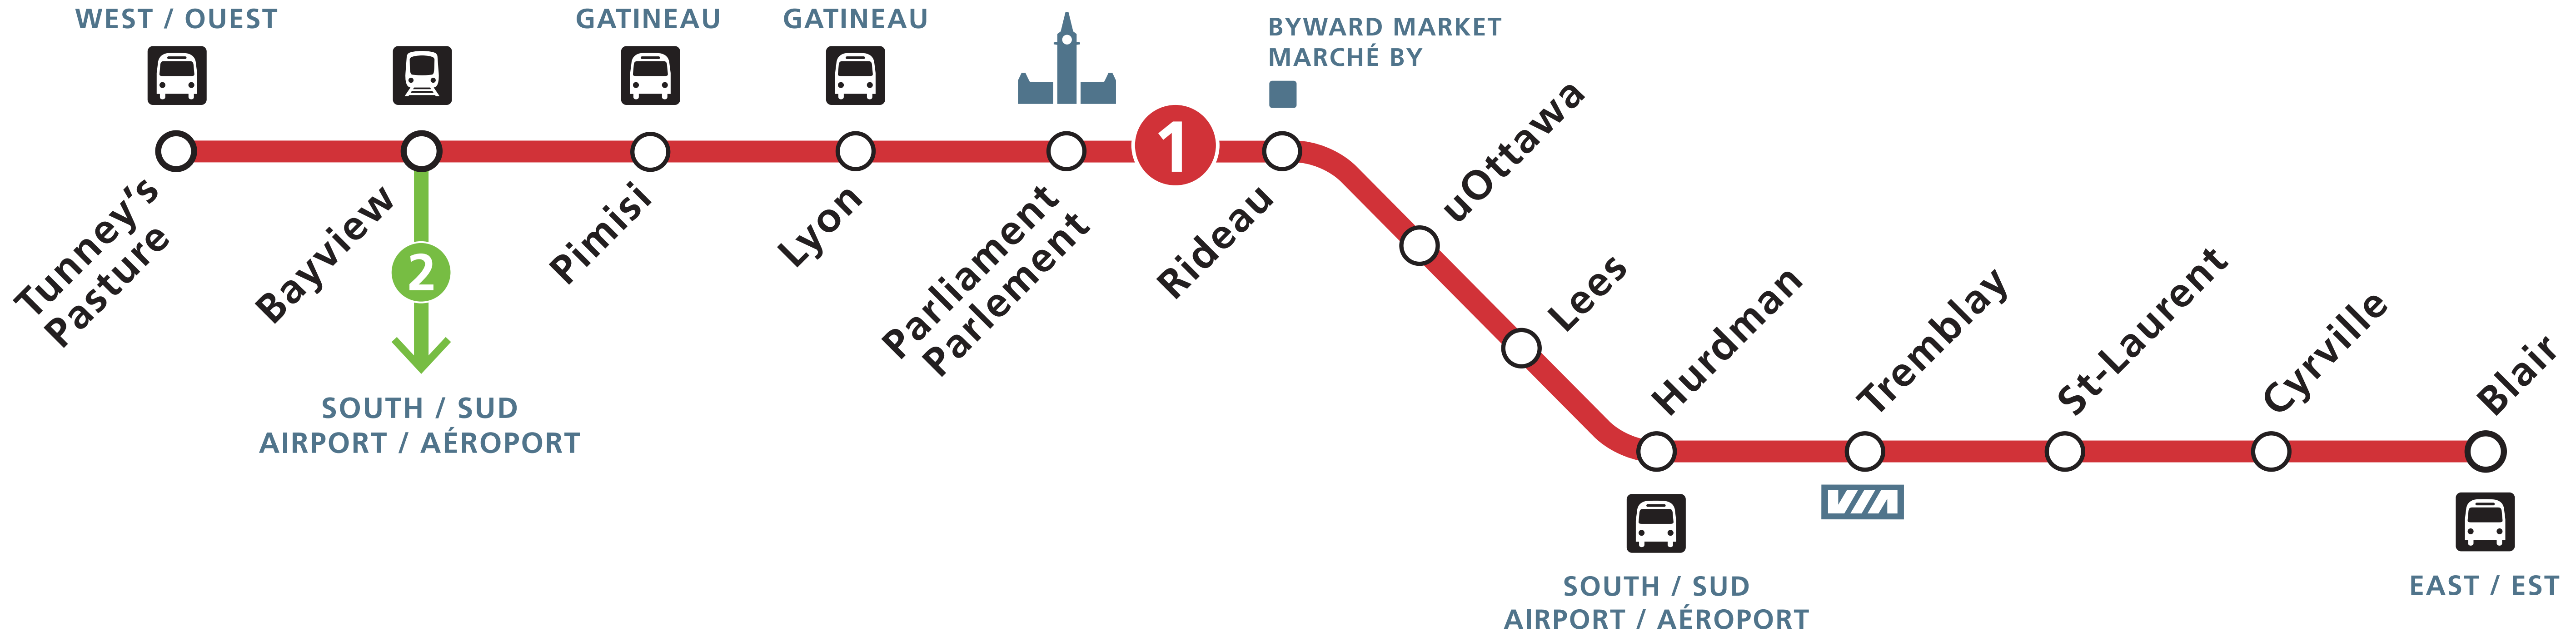 WEST / OUEST
GATINEAU
GATINEAU
BYWARD MARKET
MARCHÉ BY
1
2
Tunney's
Pasture
Bayview
Pimisi
Lyon
Parliament
Parlement
Rideau
uOttawa
Lees
Hurdman
Tremblay
St-Laurent
Cyrville
Blair
SOUTH / SUD
AIRPORT / AÉROPORT
VIA
SOUTH / SUD
AIRPORT / AÉROPORT
EAST / EST